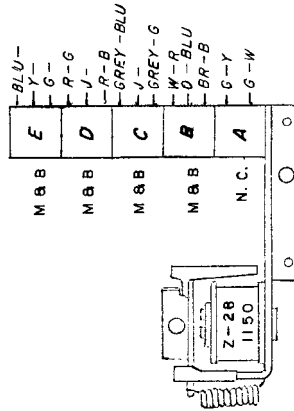 BLU-
Y-
G-
R-G
J-
R-B
GREY-BLU
J-
GREY-G
W-R
O-BLU
BR-B
G-Y
G-W
E
D
C
B
A
M & B
M & B
M & B
M & B
N. C.
Z-28
1150